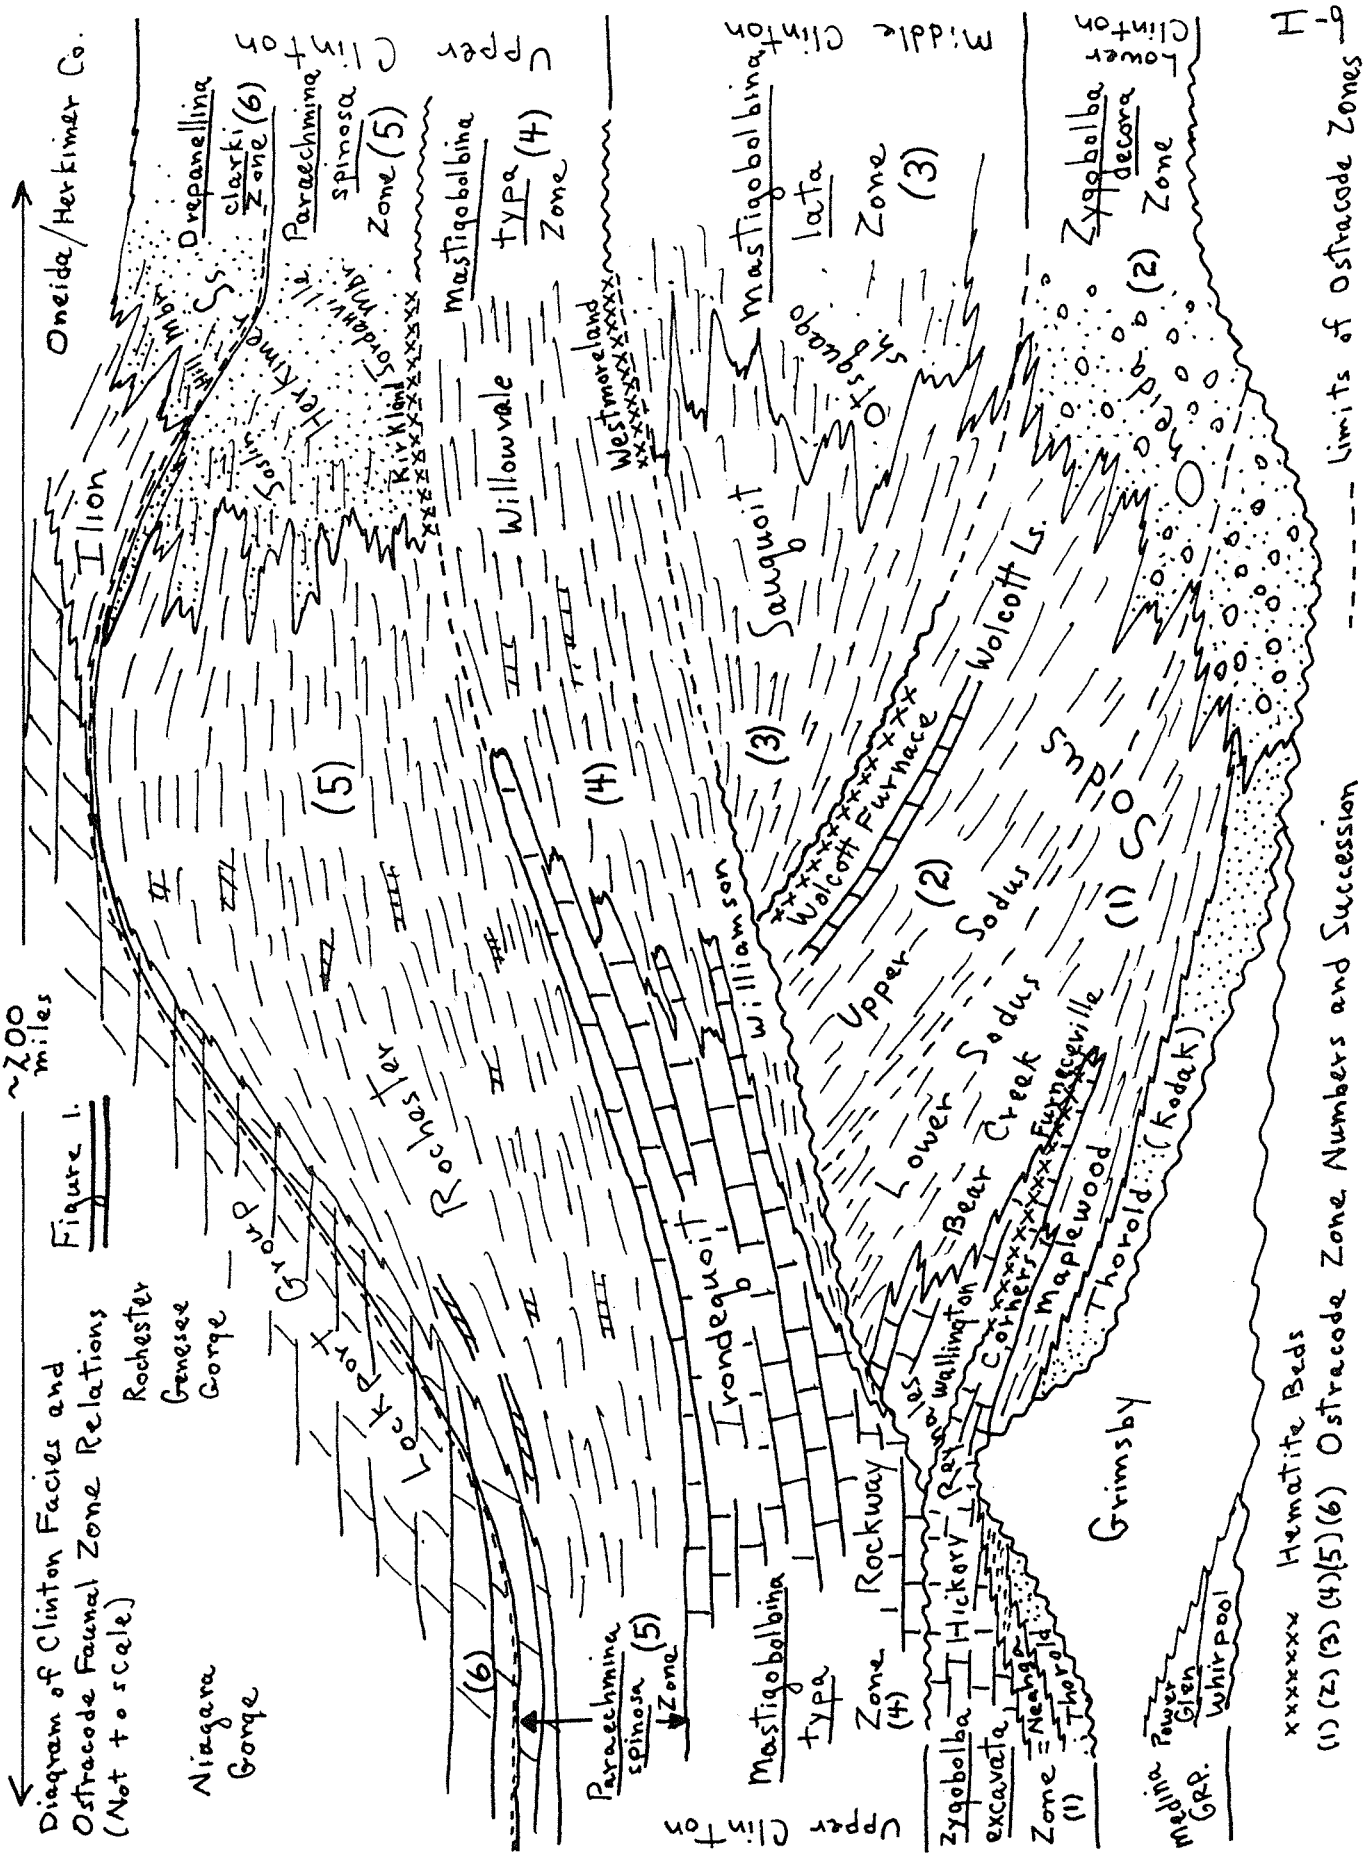 Diagram of Clinton Facies and
Ostracode Faunal Zone Relations
(Not to scale)
Figure 1.
~200
miles
Oneida/Herkimer Co.
Niagara
Gorge
Rochester
Genesee
Gorge
Lockport Group
Ilion
(6)
Rochester
(5)
Joslin Hill Mbr
Herkimer Ss.
Jordanville Mbr
Kirkland
Drepanellina
clarki
Zone (6)
Paraechmina
spinosa
Zone (5)
Upper Clinton
Mastigobolbina
typa
Zone (4)
Willowvale
Westmoreland
(4)
Irondequoit
Williamson
Rockway
Paraechmina
spinosa (5)
Zone
Mastigobolbina
typa
Zone
(4)
Upper Clinton
Mastigobolbina
lata
Zone
(3)
Middle Clinton
Sauquoit
Otsquago
Sh
(3)
Wolcott Furnace
Wolcott Ls.
Upper Sodus
(2)
Lower Sodus
Sodus
(1)
Bear Creek
Furnaceville
Wallington
Reynales
Corners
Hickory
Maplewood
Thorold (Kodak)
Oneida
(2)
Zygobolba
decora
Zone
Lower
Clinton
Zygobolba
excavata
Zone
(1)
Neahga
Thorold
Grimsby
Medina
GRP.
Power
Glen
Whirpool
xxxxxx Hematite Beds
(1)(2)(3)(4)(5)(6) Ostracode Zone Numbers and Succession
------ Limits of Ostracode Zones
I-9